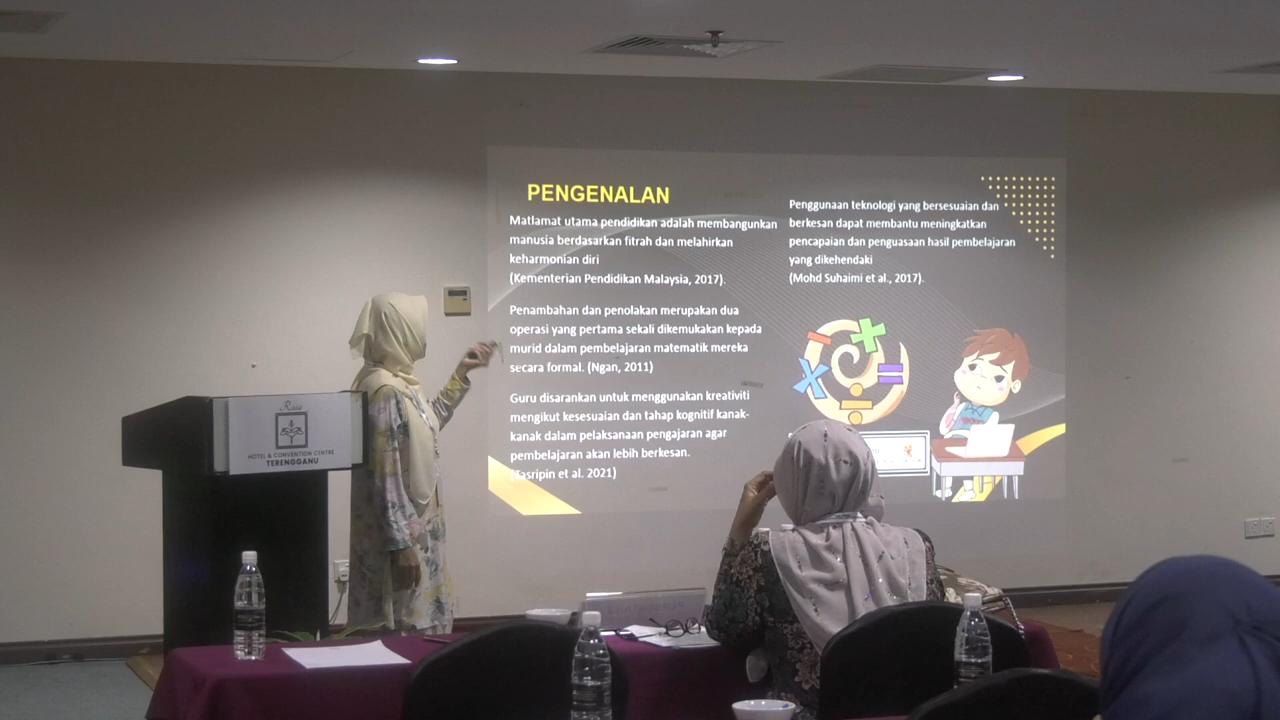 PENGENALAN
Matlamat utama pendidikan adalah membangunkan
manusia berdasarkan fitrah dan melahirkan
keharmonian diri
(Kementerian Pendidikan Malaysia, 2017).
Penambahan dan penolakan merupakan dua
operasi yang pertama sekali dikemukakan kepada
murid dalam pembelajaran matematik mereka
secara formal. (Ngan, 2011)
Guru disarankan untuk menggunakan kreativiti
mengikut kesesuaian dan tahap kognitif kanak-
kanak dalam pelaksanaan pengajaran agar
pembelajaran akan lebih berkesan.
(Tasripin et al. 2021)
Penggunaan teknologi yang bersesuaian dan
berkesan dapat membantu meningkatkan
pencapaian dan penguasaan hasil pembelajaran
yang dikehendaki
(Mohd Suhaimi et al., 2017).
Raia
HOTEL & CONVENTION CENTRE
TERENGGANU